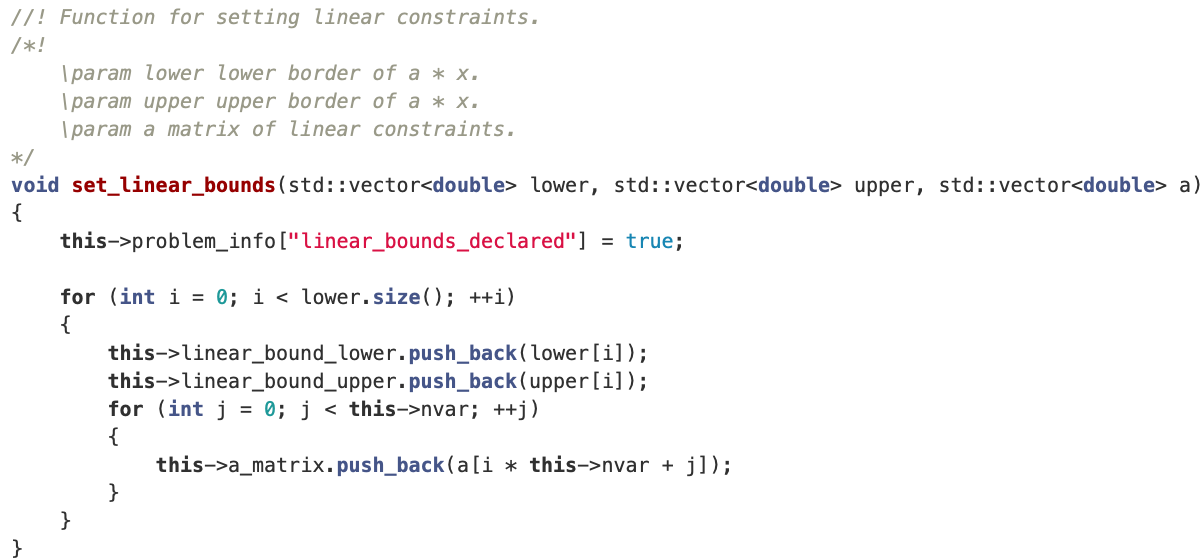 //! Function for setting linear constraints.
/*!
    \param lower lower border of a * x.
    \param upper upper border of a * x.
    \param a matrix of linear constraints.
*/
void set_linear_bounds(std::vector<double> lower, std::vector<double> upper, std::vector<double> a)
{
    this->problem_info["linear_bounds_declared"] = true;

    for (int i = 0; i < lower.size(); ++i)
    {
        this->linear_bound_lower.push_back(lower[i]);
        this->linear_bound_upper.push_back(upper[i]);
        for (int j = 0; j < this->nvar; ++j)
        {
            this->a_matrix.push_back(a[i * this->nvar + j]);
        }
    }
}